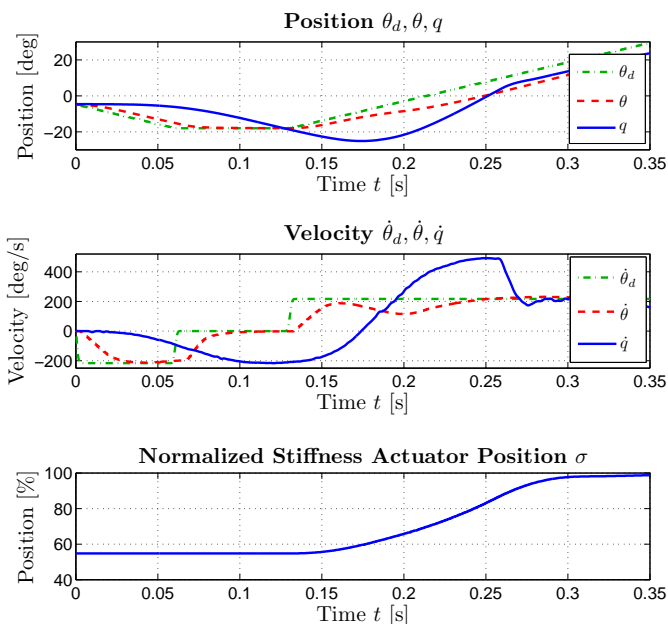 Position θ_d, θ, q
Position [deg]
20
0
−20
θ_d
θ
q
0 0.05 0.1 0.15 0.2 0.25 0.3 0.35
Time t [s]
Velocity θ̇_d, θ̇, q̇
Velocity [deg/s]
400
200
0
−200
θ̇_d
θ̇
q̇
0 0.05 0.1 0.15 0.2 0.25 0.3 0.35
Time t [s]
Normalized Stiffness Actuator Position σ
Position [%]
100
80
60
40
0 0.05 0.1 0.15 0.2 0.25 0.3 0.35
Time t [s]